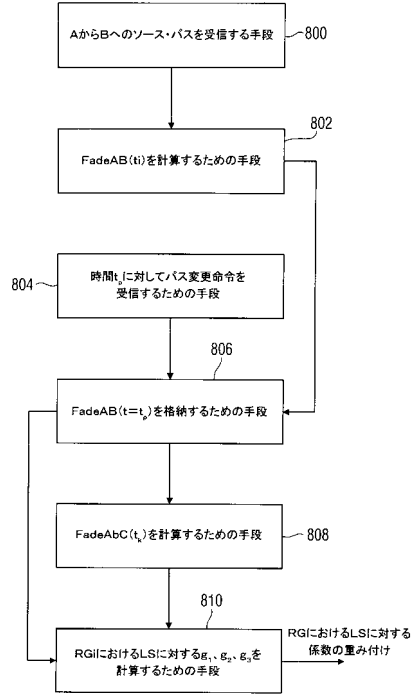 AからBへのソース・パスを受信する手段
800
802
FadeAB(ti)を計算するための手段
804
時間tpに対してパス変更命令を
受信するための手段
806
FadeAB(t=tp)を格納するための手段
FadeAbC(tk)を計算するための手段
808
810
RGiにおけるLSに対するg1、g2、g3を
計算するための手段
RGにおけるLSに対する
係数の重み付け